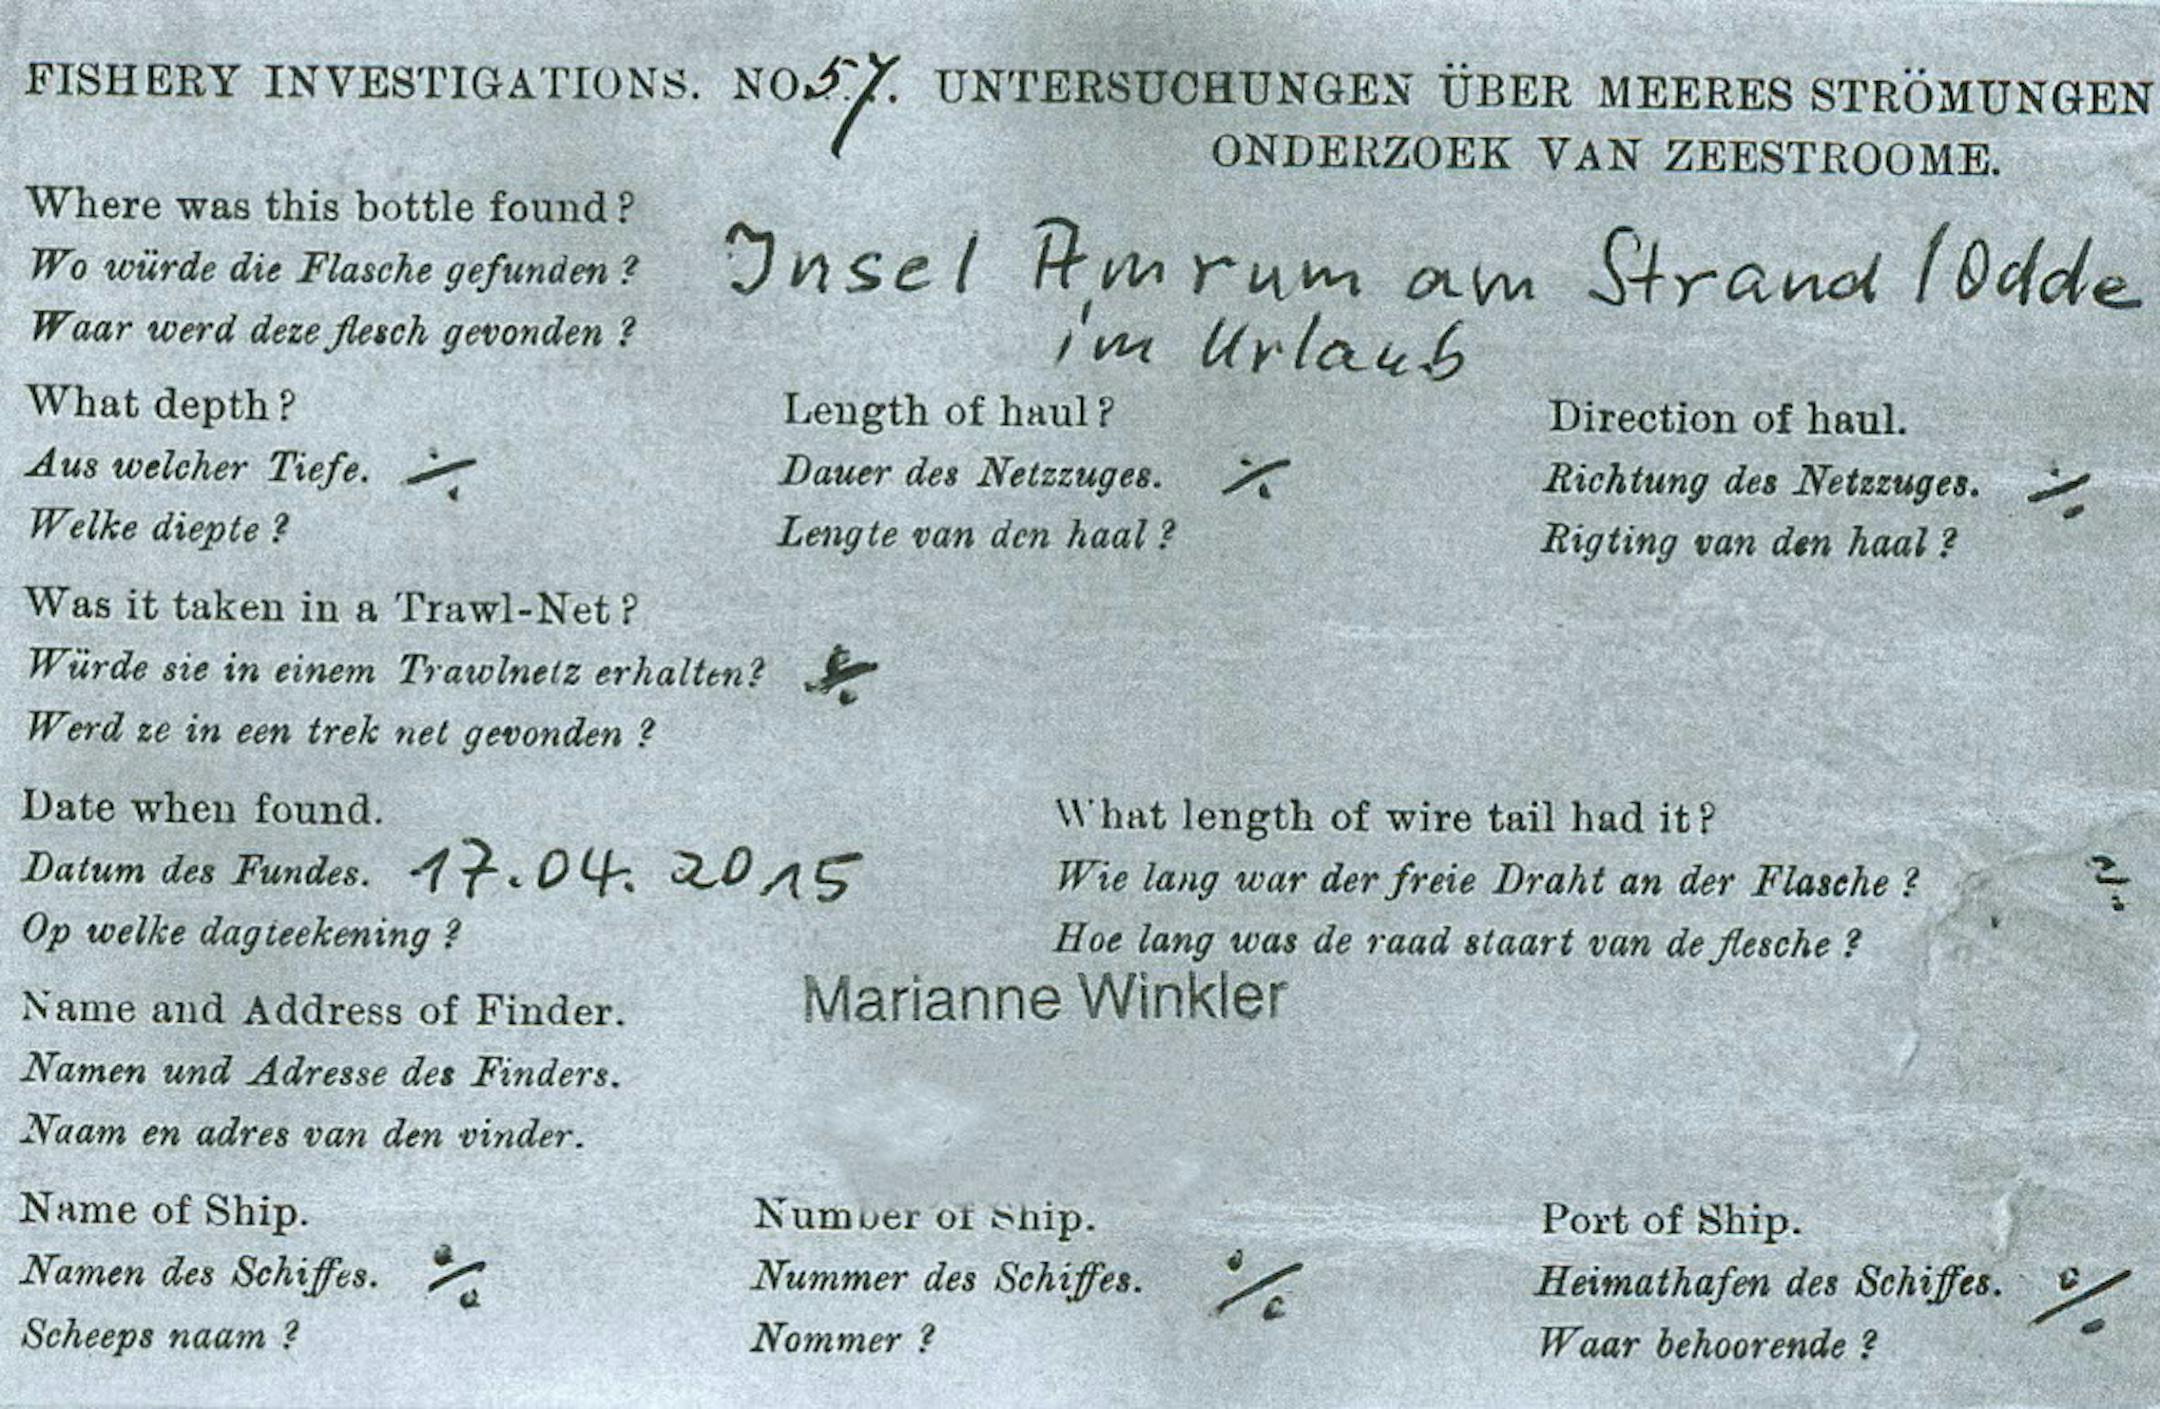 FISHERY INVESTIGATIONS. NO 57. UNTERSUCHUNGEN ÜBER MEERES STRÖMUNGEN
ONDERZOEK VAN ZEESTROOME.
Where was this bottle found?
Wo würde die Flasche gefunden?
Waar werd deze flesch gevonden?
Insel Amrum am Strand / Odde
im Urlaub
What depth?
Aus welcher Tiefe. ⁒
Welke diepte?
Length of haul?
Dauer des Netzzuges. ⁒
Lengte van den haal?
Direction of haul.
Richtung des Netzzuges. ⁒
Rigting van den haal?
Was it taken in a Trawl-Net?
Würde sie in einem Trawlnetz erhalten? ⁒
Werd ze in een trek net gevonden?
Date when found.
Datum des Fundes. 17.04.2015
Op welke dagteekening?
What length of wire tail had it?
Wie lang war der freie Draht an der Flasche? ?
Hoe lang was de raad staart van de flesche?
Name and Address of Finder.
Namen und Adresse des Finders.
Naam en adres van den vinder.
Marianne Winkler
Name of Ship.
Namen des Schiffes. ⁒
Scheeps naam?
Number of Ship.
Nummer des Schiffes. ⁒
Nommer?
Port of Ship.
Heimathafen des Schiffes. ⁒
Waar behoorende?